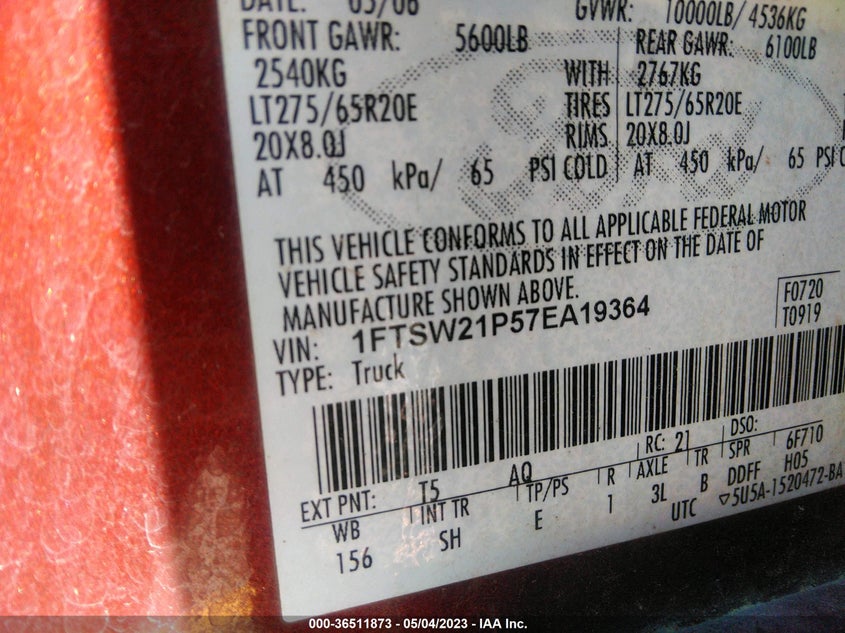 DATE: 05/06 GVWR: 10000LB/ 4536KG
FRONT GAWR: 5600LB REAR GAWR: 6100LB
2540KG WITH 2767KG
LT275/65R20E TIRES LT275/65R20E
20X8.0J RIMS 20X8.0J
AT 450 kPa/ 65 PSI COLD AT 450 kPa/ 65 PSI
THIS VEHICLE CONFORMS TO ALL APPLICABLE FEDERAL MOTOR
VEHICLE SAFETY STANDARDS IN EFFECT ON THE DATE OF
MANUFACTURE SHOWN ABOVE.
VIN: 1FTSW21P57EA19364 F0720
TYPE: Truck T0919
RC: 21 DSO:
EXT PNT: T5 AQ 6F710
WB INT TR TP/PS R AXLE TR SPR H05
156 SH E 1 3L B DDFF
UTC ▽5U5A-1520472-BA
000-36511873 - 05/04/2023 - IAA Inc.